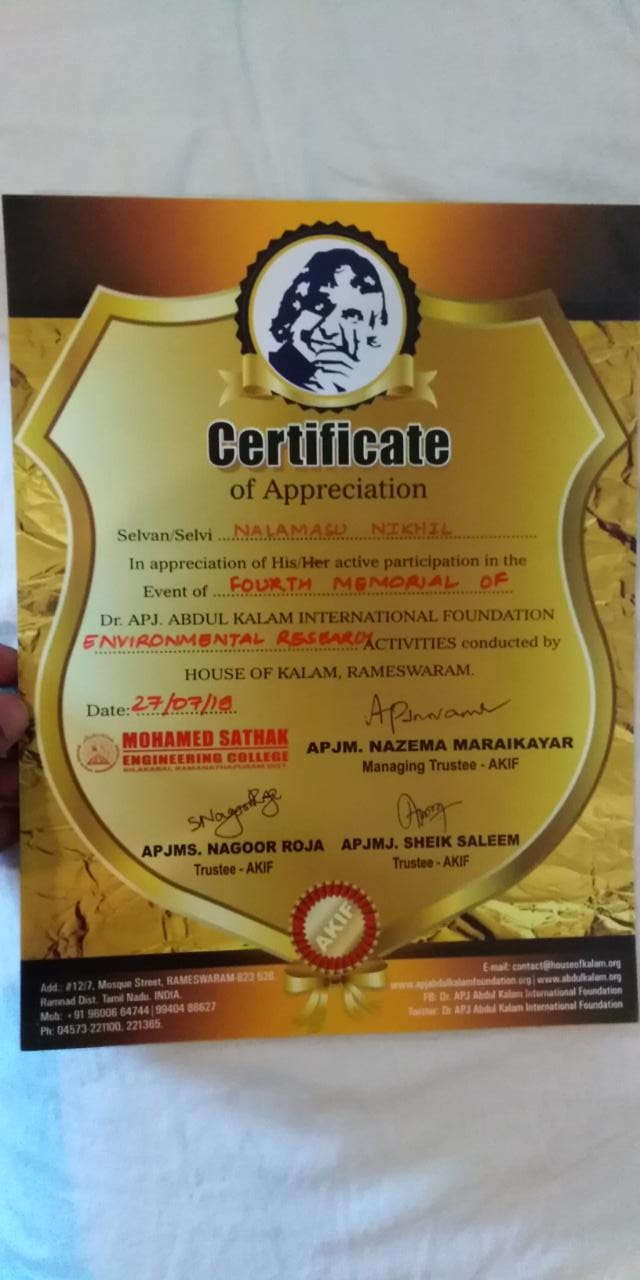 Certificate
of Appreciation
Selvan/Selvi NALAMASU NIKHIL
In appreciation of His/Her active participation in the
Event of FOURTH MEMORIAL OF
Dr. APJ. ABDUL KALAM INTERNATIONAL FOUNDATION
ENVIRONMENTAL RESEARCH ACTIVITIES conducted by
HOUSE OF KALAM, RAMESWARAM.
Date: 27/07/18
MOHAMED SATHAK
ENGINEERING COLLEGE
KILAKARAI, RAMANATHAPURAM DIST.
APJM. NAZEMA MARAIKAYAR
Managing Trustee - AKIF
APJMS. NAGOOR ROJA
Trustee - AKIF
APJMJ. SHEIK SALEEM
Trustee - AKIF
AKIF
Add.: #12/7, Mosque Street, RAMESWARAM-623 526.
Ramnad Dist. Tamil Nadu. INDIA.
Mob: +91 96006 64744 | 99404 88627
Ph: 04573-221100, 221365.
E-mail: contact@houseofkalam.org
www.apjabdulkalamfoundation.org | www.abdulkalam.org
FB: Dr. APJ Abdul Kalam International Foundation
Twitter: Dr APJ Abdul Kalam International Foundation